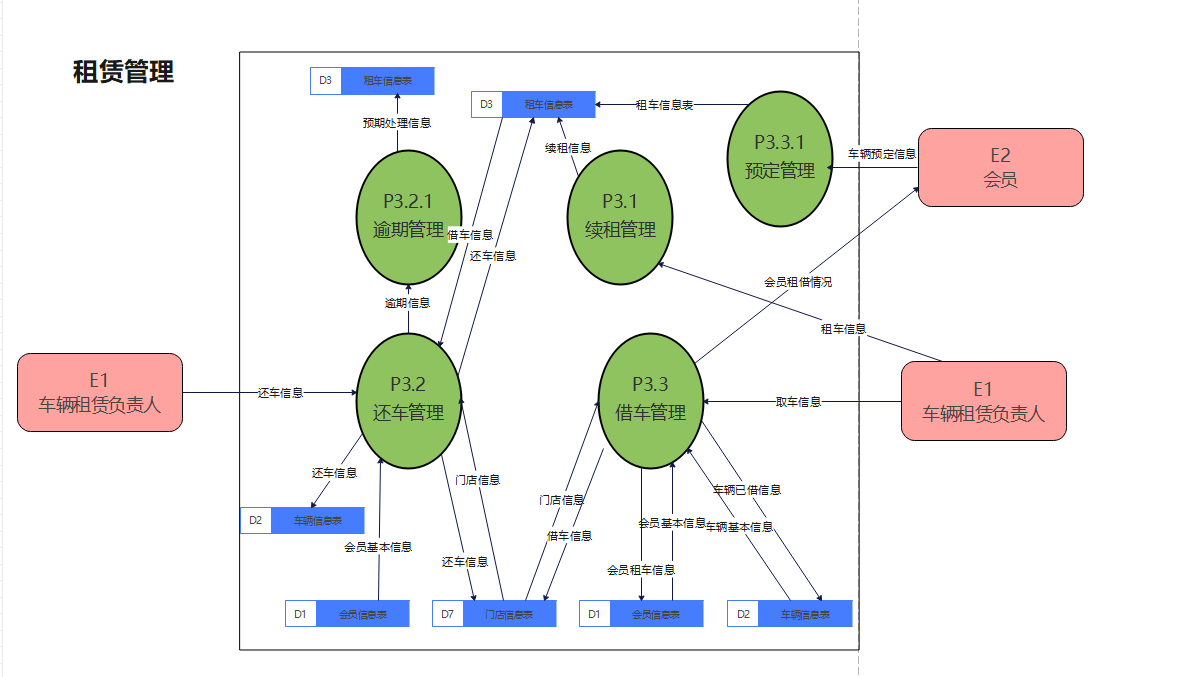 租赁管理
D3
租车信息表
D3
租车信息表
租车信息表
预期处理信息
续租信息
P3.3.1
预定管理
车辆预定信息
E2
会员
P3.2.1
逾期管理
P3.1
续租管理
借车信息
还车信息
会员租借情况
逾期信息
租车信息
E1
车辆租赁负责人
还车信息
P3.2
还车管理
P3.3
借车管理
取车信息
E1
车辆租赁负责人
还车信息
门店信息
门店信息
车辆已借信息
D2
车辆信息表
会员基本信息
车辆基本信息
借车信息
会员基本信息
还车信息
会员租车信息
D1
会员信息表
D7
门店信息表
D1
会员信息表
D2
车辆信息表